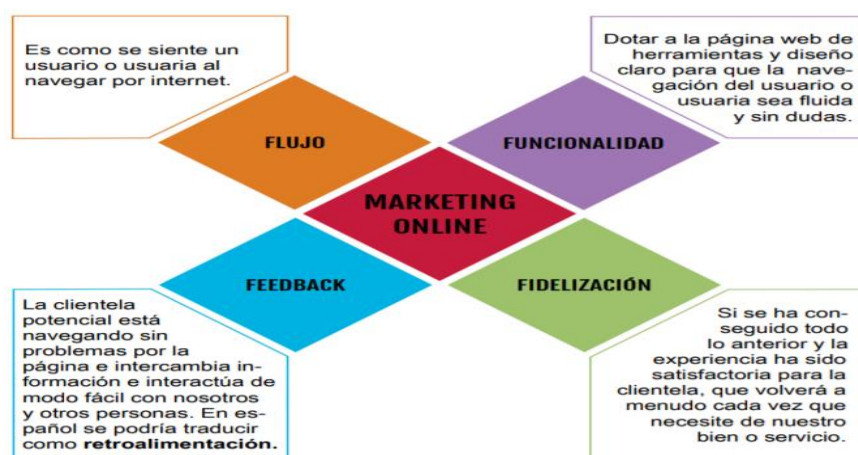 Es como se siente un
usuario o usuaria al
navegar por internet.
Dotar a la página web de
herramientas y diseño
claro para que la nave-
gación del usuario o
usuaria sea fluida
y sin dudas.
FLUJO
FUNCIONALIDAD
MARKETING
ONLINE
FEEDBACK
FIDELIZACIÓN
La clientela
potencial está
navegando sin
problemas por la
página e intercambia in-
formación e interactúa de
modo fácil con nosotros
y otros personas. En es-
pañol se podría traducir
como retroalimentación.
Si se ha con-
seguido todo
lo anterior y la
experiencia ha sido
satisfactoria para la
clientela, que volverá a
menudo cada vez que
necesite de nuestro
bien o servicio.